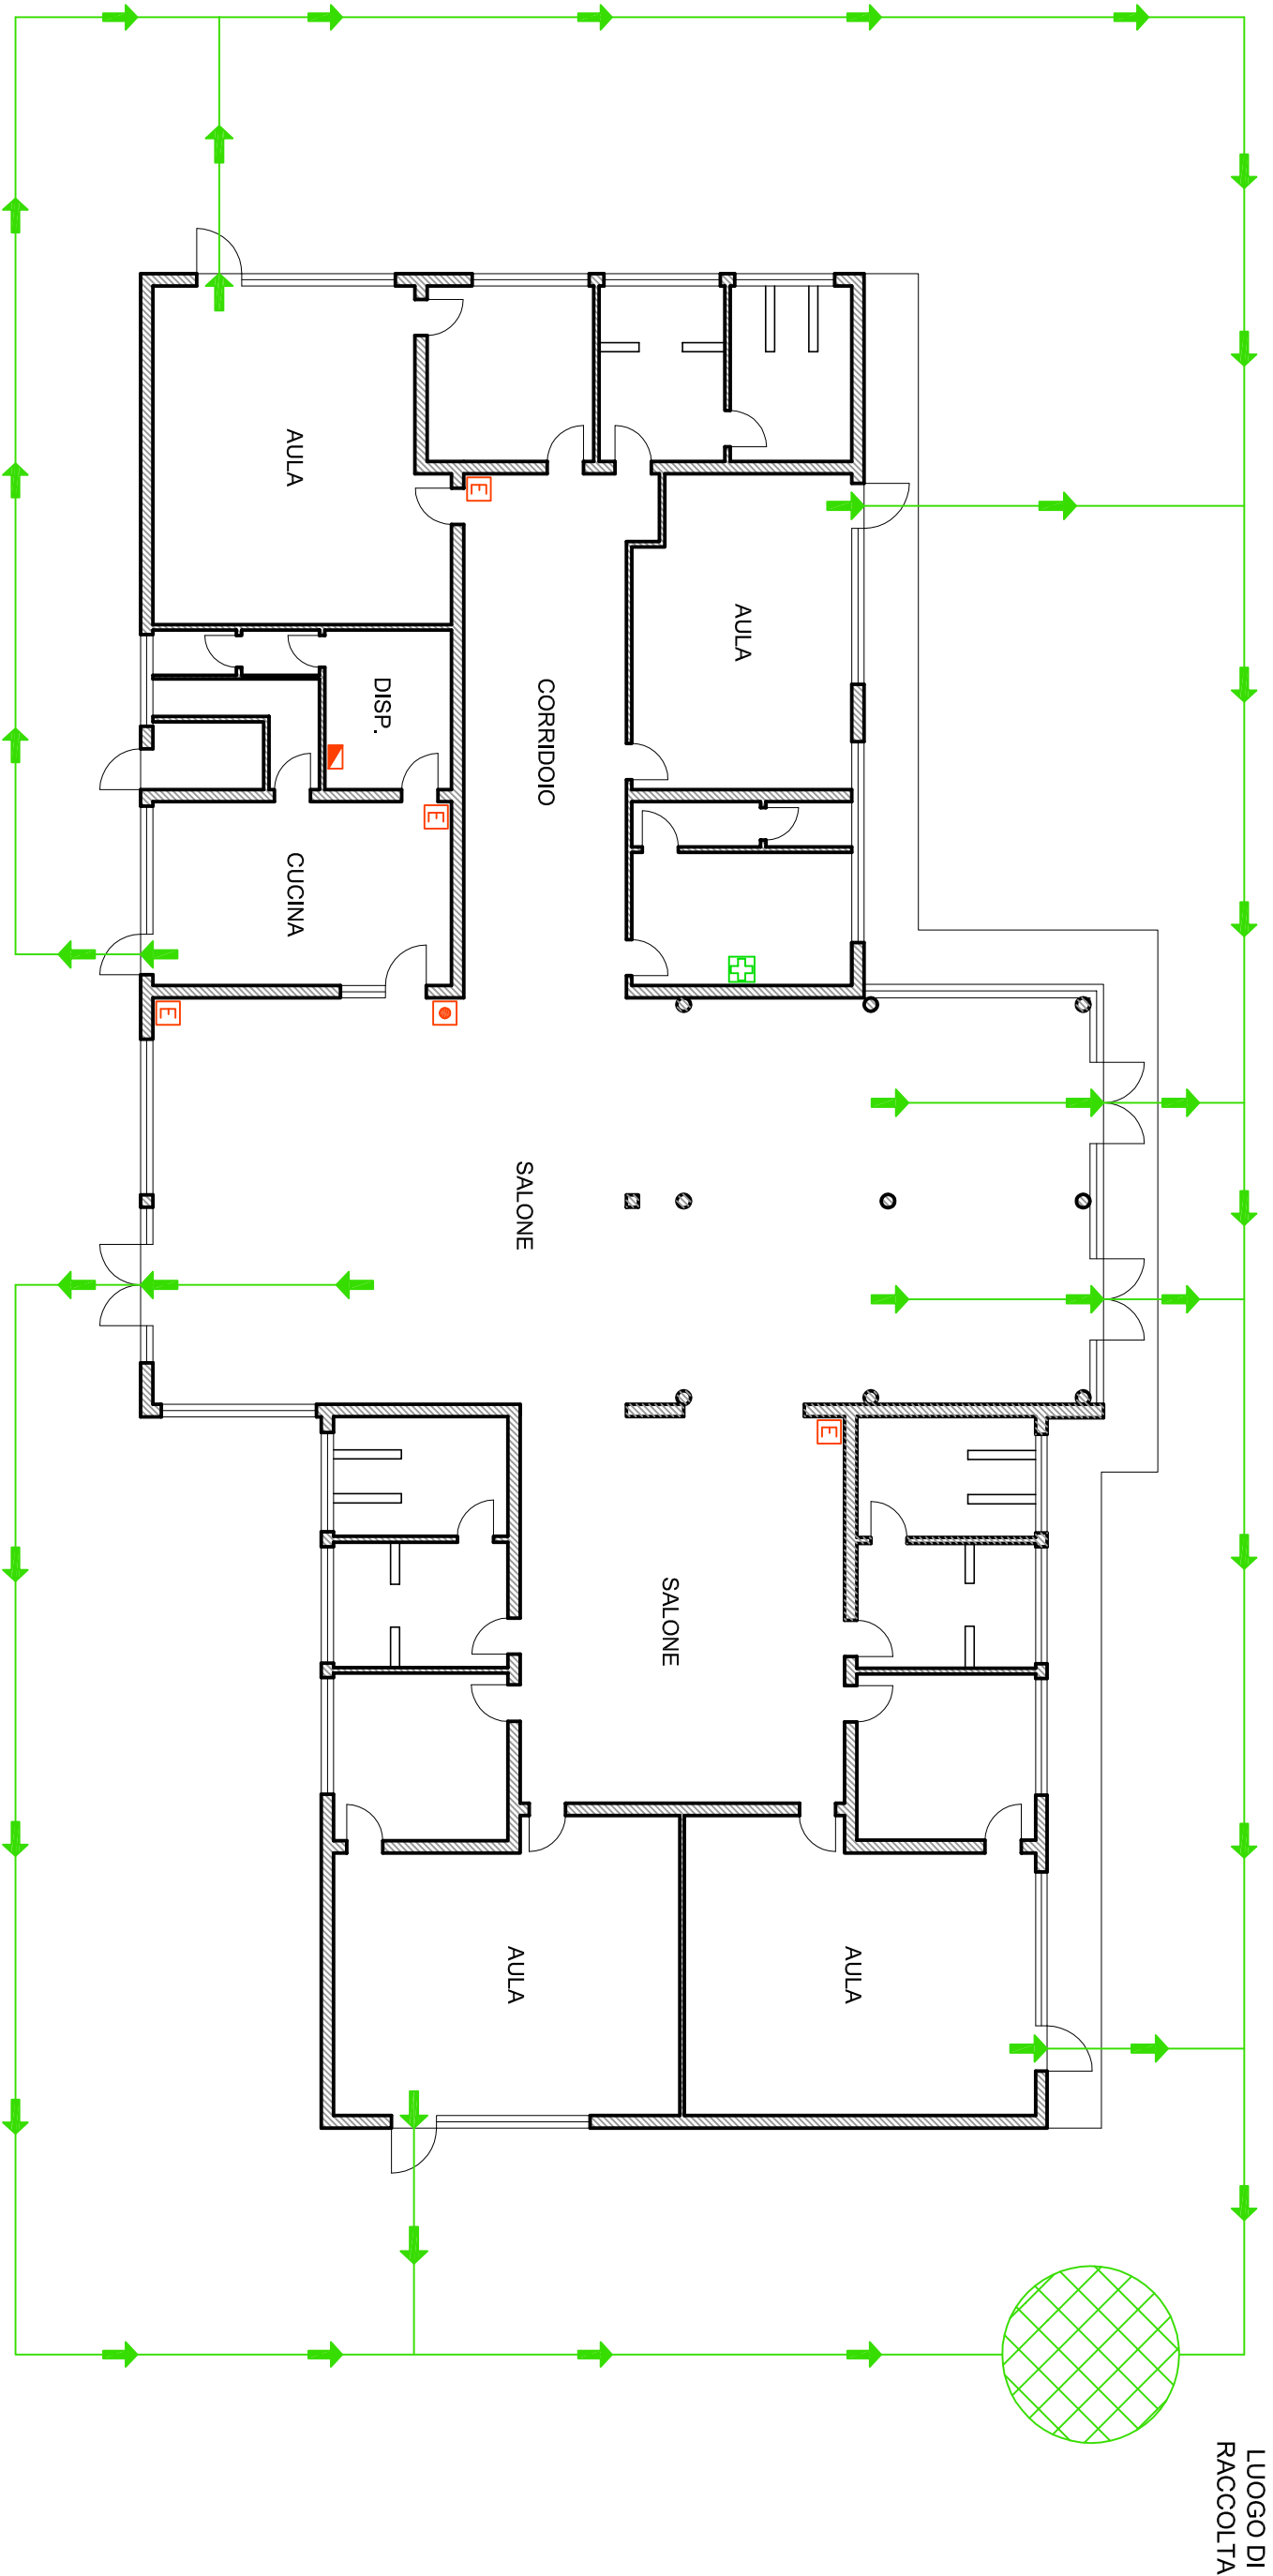 AULA
AULA
DISP.
CORRIDOIO
CUCINA
SALONE
SALONE
AULA
AULA
LUOGO DI
RACCOLTA
E
E
E
E